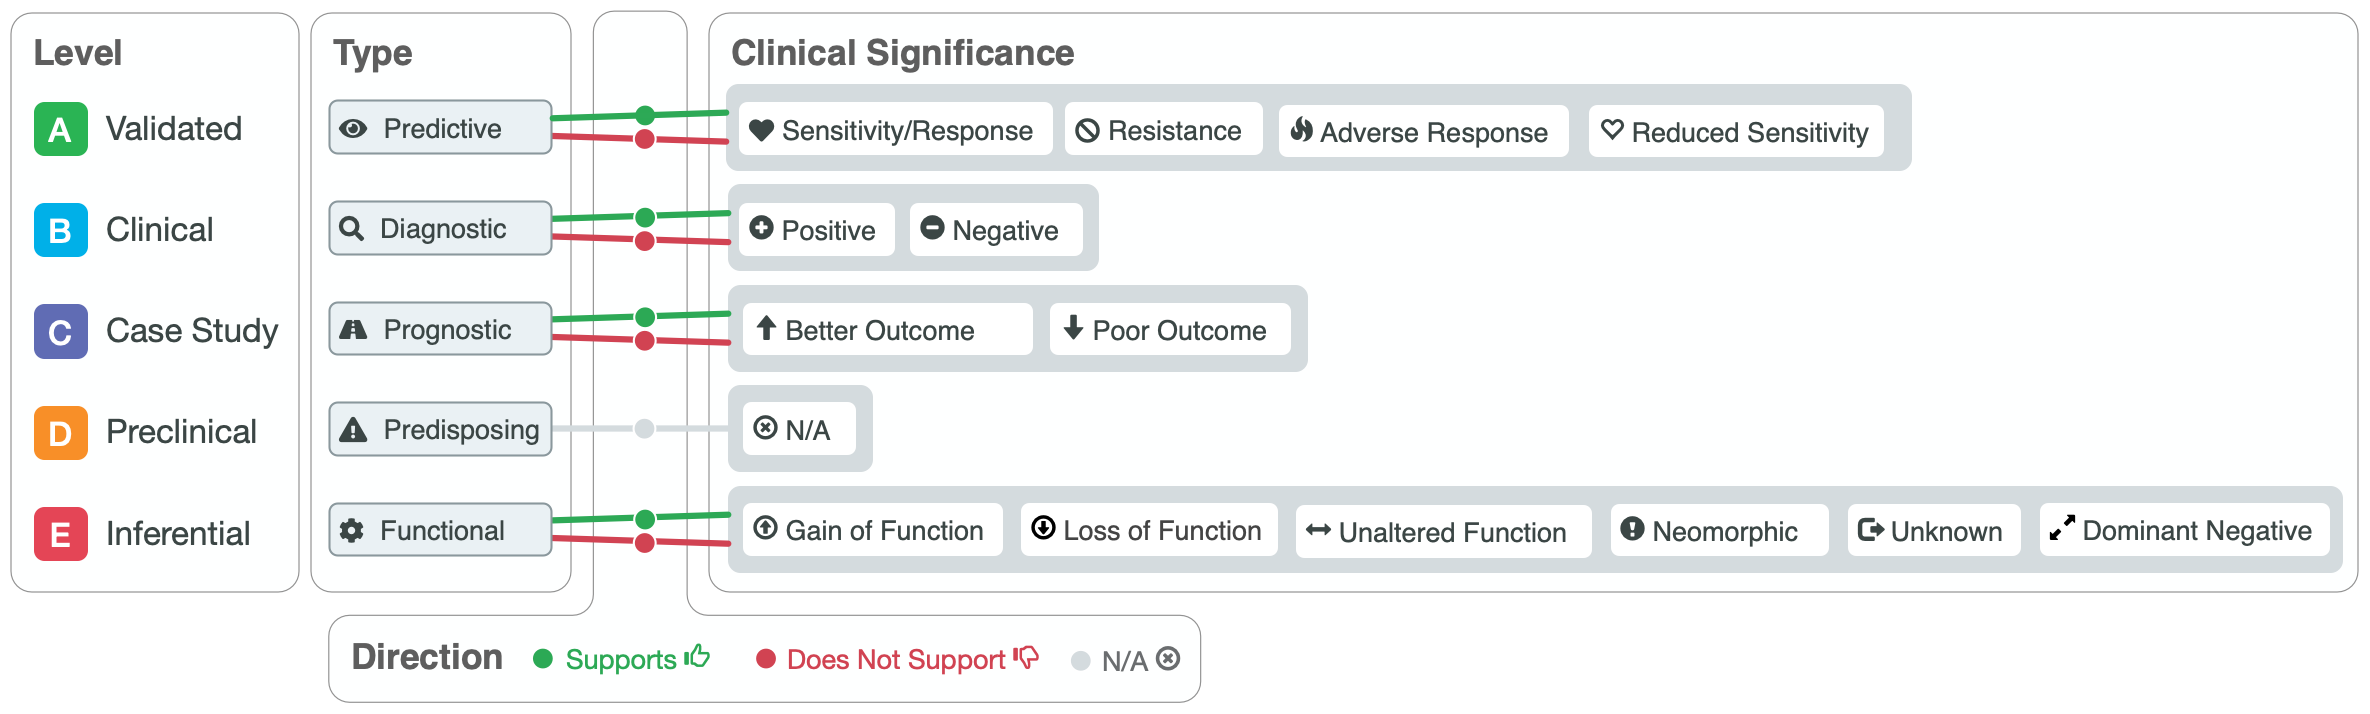 Level
A Validated
B Clinical
C Case Study
D Preclinical
E Inferential
Type
Clinical Significance
Predictive
Sensitivity/Response Resistance Adverse Response Reduced Sensitivity
Diagnostic
Positive Negative
Prognostic
Better Outcome Poor Outcome
Predisposing
N/A
Functional
Gain of Function Loss of Function Unaltered Function Neomorphic Unknown Dominant Negative
Direction Supports Does Not Support N/A